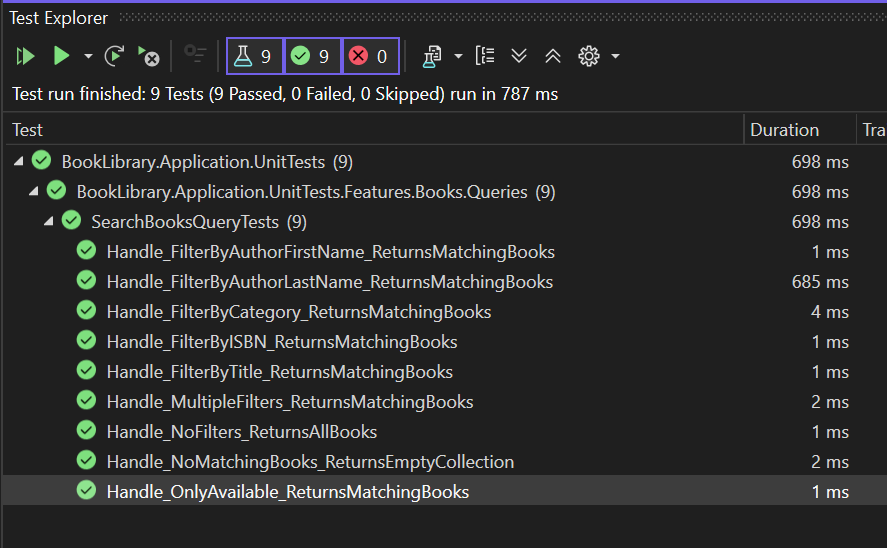 Test Explorer
9 9 0
Test run finished: 9 Tests (9 Passed, 0 Failed, 0 Skipped) run in 787 ms
Test Duration Tra
BookLibrary.Application.UnitTests (9) 698 ms
BookLibrary.Application.UnitTests.Features.Books.Queries (9) 698 ms
SearchBooksQueryTests (9) 698 ms
Handle_FilterByAuthorFirstName_ReturnsMatchingBooks 1 ms
Handle_FilterByAuthorLastName_ReturnsMatchingBooks 685 ms
Handle_FilterByCategory_ReturnsMatchingBooks 4 ms
Handle_FilterByISBN_ReturnsMatchingBooks 1 ms
Handle_FilterByTitle_ReturnsMatchingBooks 1 ms
Handle_MultipleFilters_ReturnsMatchingBooks 2 ms
Handle_NoFilters_ReturnsAllBooks 1 ms
Handle_NoMatchingBooks_ReturnsEmptyCollection 2 ms
Handle_OnlyAvailable_ReturnsMatchingBooks 1 ms